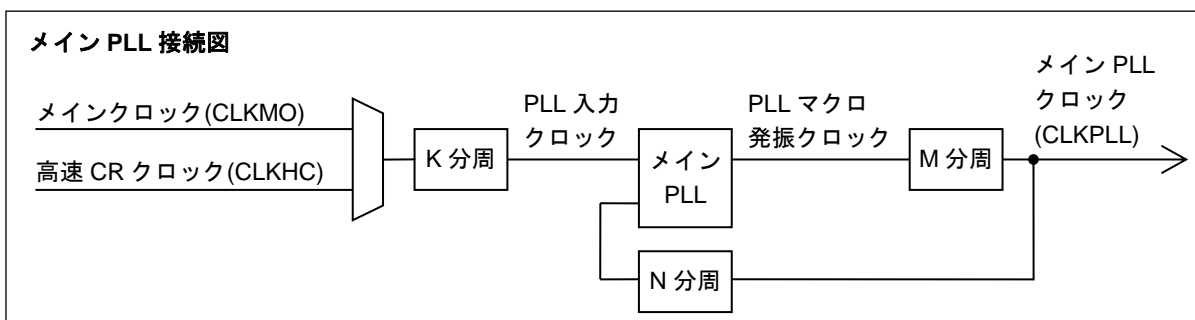 メイン PLL 接続図
メインクロック(CLKMO)
高速 CR クロック(CLKHC)
K 分周
PLL 入力
クロック
メイン
PLL
PLL マクロ
発振クロック
M 分周
メイン PLL
クロック
(CLKPLL)
N 分周